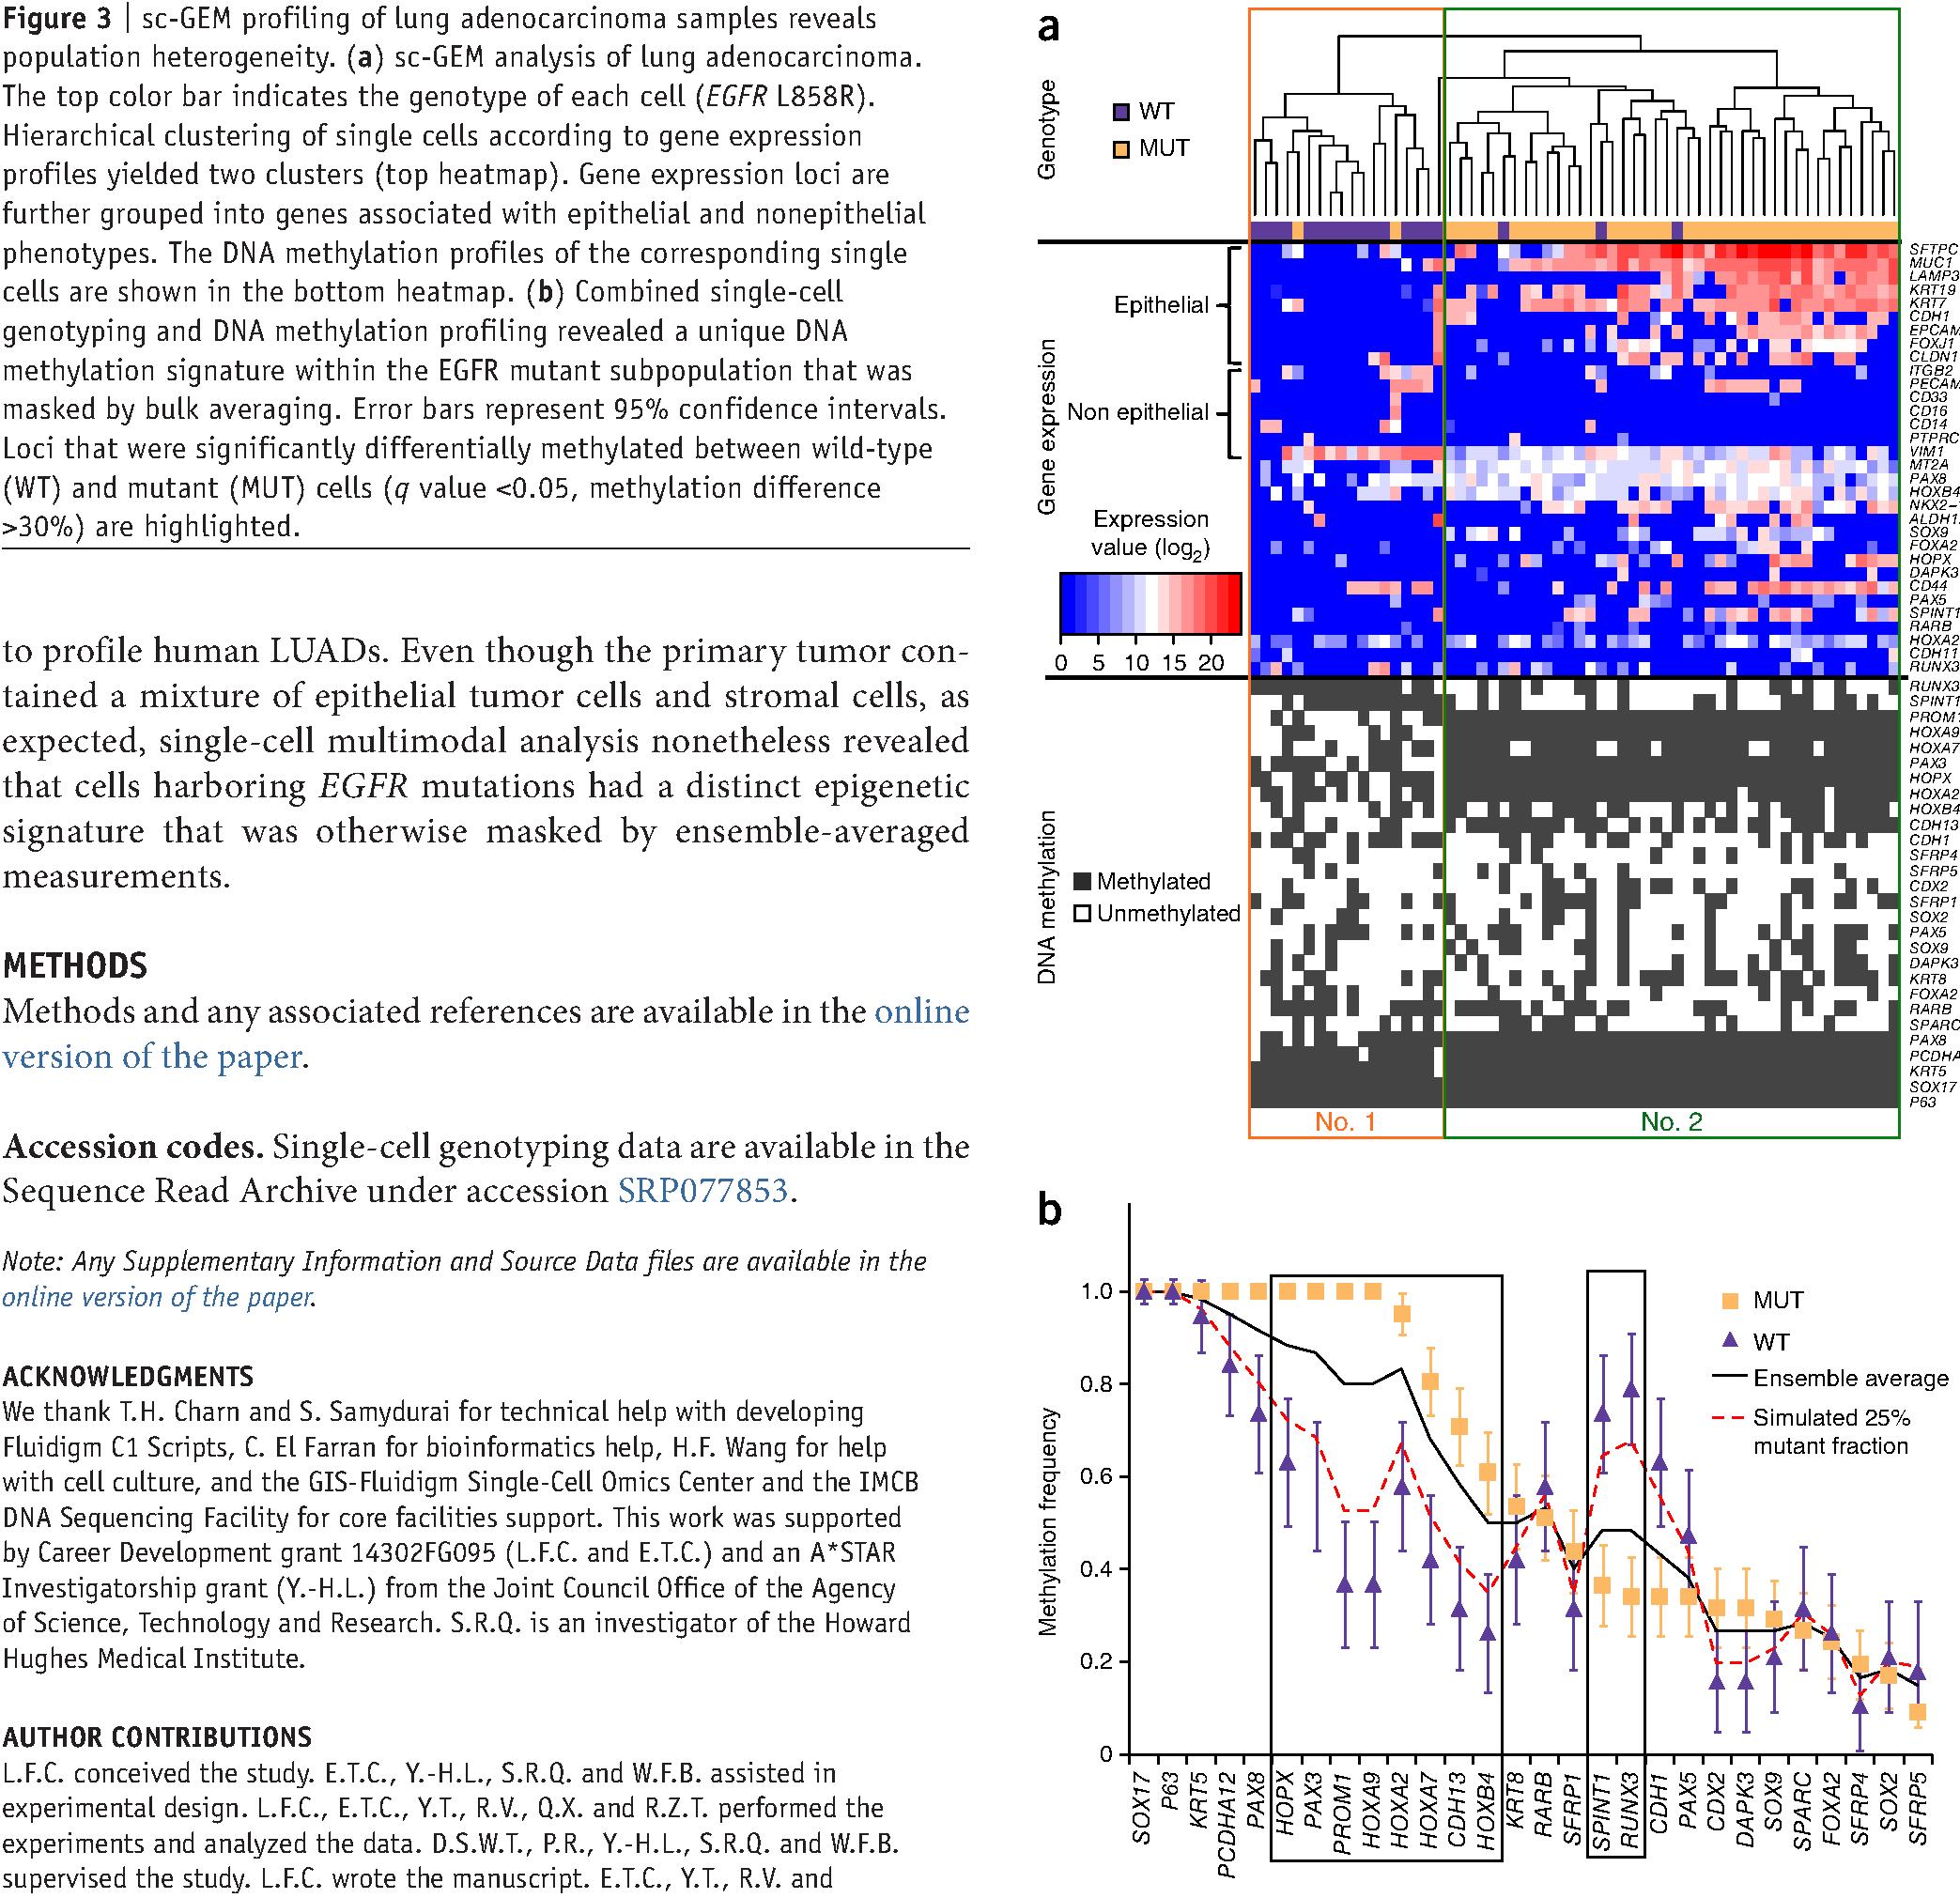 Figure 3 | sc-GEM profiling of lung adenocarcinoma samples reveals
population heterogeneity. (a) sc-GEM analysis of lung adenocarcinoma.
The top color bar indicates the genotype of each cell (EGFR L858R).
Hierarchical clustering of single cells according to gene expression
profiles yielded two clusters (top heatmap). Gene expression loci are
further grouped into genes associated with epithelial and nonepithelial
phenotypes. The DNA methylation profiles of the corresponding single
cells are shown in the bottom heatmap. (b) Combined single-cell
genotyping and DNA methylation profiling revealed a unique DNA
methylation signature within the EGFR mutant subpopulation that was
masked by bulk averaging. Error bars represent 95% confidence intervals.
Loci that were significantly differentially methylated between wild-type
(WT) and mutant (MUT) cells (q value <0.05, methylation difference
>30%) are highlighted.
to profile human LUADs. Even though the primary tumor con-
tained a mixture of epithelial tumor cells and stromal cells, as
expected, single-cell multimodal analysis nonetheless revealed
that cells harboring EGFR mutations had a distinct epigenetic
signature that was otherwise masked by ensemble-averaged
measurements.
METHODS
Methods and any associated references are available in the online
version of the paper.
Accession codes. Single-cell genotyping data are available in the
Sequence Read Archive under accession SRP077853.
Note: Any Supplementary Information and Source Data files are available in the
online version of the paper.
ACKNOWLEDGMENTS
We thank T.H. Charn and S. Samydurai for technical help with developing
Fluidigm C1 Scripts, C. El Farran for bioinformatics help, H.F. Wang for help
with cell culture, and the GIS-Fluidigm Single-Cell Omics Center and the IMCB
DNA Sequencing Facility for core facilities support. This work was supported
by Career Development grant 14302FG095 (L.F.C. and E.T.C.) and an A*STAR
Investigatorship grant (Y.-H.L.) from the Joint Council Office of the Agency
of Science, Technology and Research. S.R.Q. is an investigator of the Howard
Hughes Medical Institute.
AUTHOR CONTRIBUTIONS
L.F.C. conceived the study. E.T.C., Y.-H.L., S.R.Q. and W.F.B. assisted in
experimental design. L.F.C., E.T.C., Y.T., R.V., Q.X. and R.Z.T. performed the
experiments and analyzed the data. D.S.W.T., P.R., Y.-H.L., S.R.Q. and W.F.B.
supervised the study. L.F.C. wrote the manuscript. E.T.C., Y.T., R.V. and
a
Genotype
WT
MUT
Gene expression
Epithelial
Non epithelial
Expression
value (log2)
0 5 10 15 20
SFTPC
MUC1
LAMP3
KRT19
KRT7
CDH1
EPCAM
FOXJ1
CLDN1
ITGB2
PECAM
CD33
CD16
CD14
PTPRC
VIM1
MT2A
PAX8
HOXB4
NKX2-
ALDH1
SOX9
FOXA2
HOPX
DAPK3
CD44
PAX5
SPINT1
RARB
HOXA2
CDH11
RUNX3
DNA methylation
Methylated
Unmethylated
RUNX3
SPINT1
PROM1
HOXA9
HOXA7
PAX3
HOPX
HOXA2
HOXB4
CDH13
CDH1
SFRP4
SFRP5
CDX2
SFRP1
SOX2
PAX5
SOX9
DAPK3
KRT8
FOXA2
RARB
SPARC
PAX8
PCDHA
KRT5
SOX17
P63
No. 1
No. 2
b
Methylation frequency
1.0
0.8
0.6
0.4
0.2
0
MUT
WT
Ensemble average
Simulated 25%
mutant fraction
SOX17
P63
KRT5
PCDHA12
PAX8
HOPX
PAX3
PROM1
HOXA9
HOXA2
HOXA7
CDH13
HOXB4
KRT8
RARB
SFRP1
SPINT1
RUNX3
CDH1
PAX5
CDX2
DAPK3
SOX9
SPARC
FOXA2
SFRP4
SOX2
SFRP5